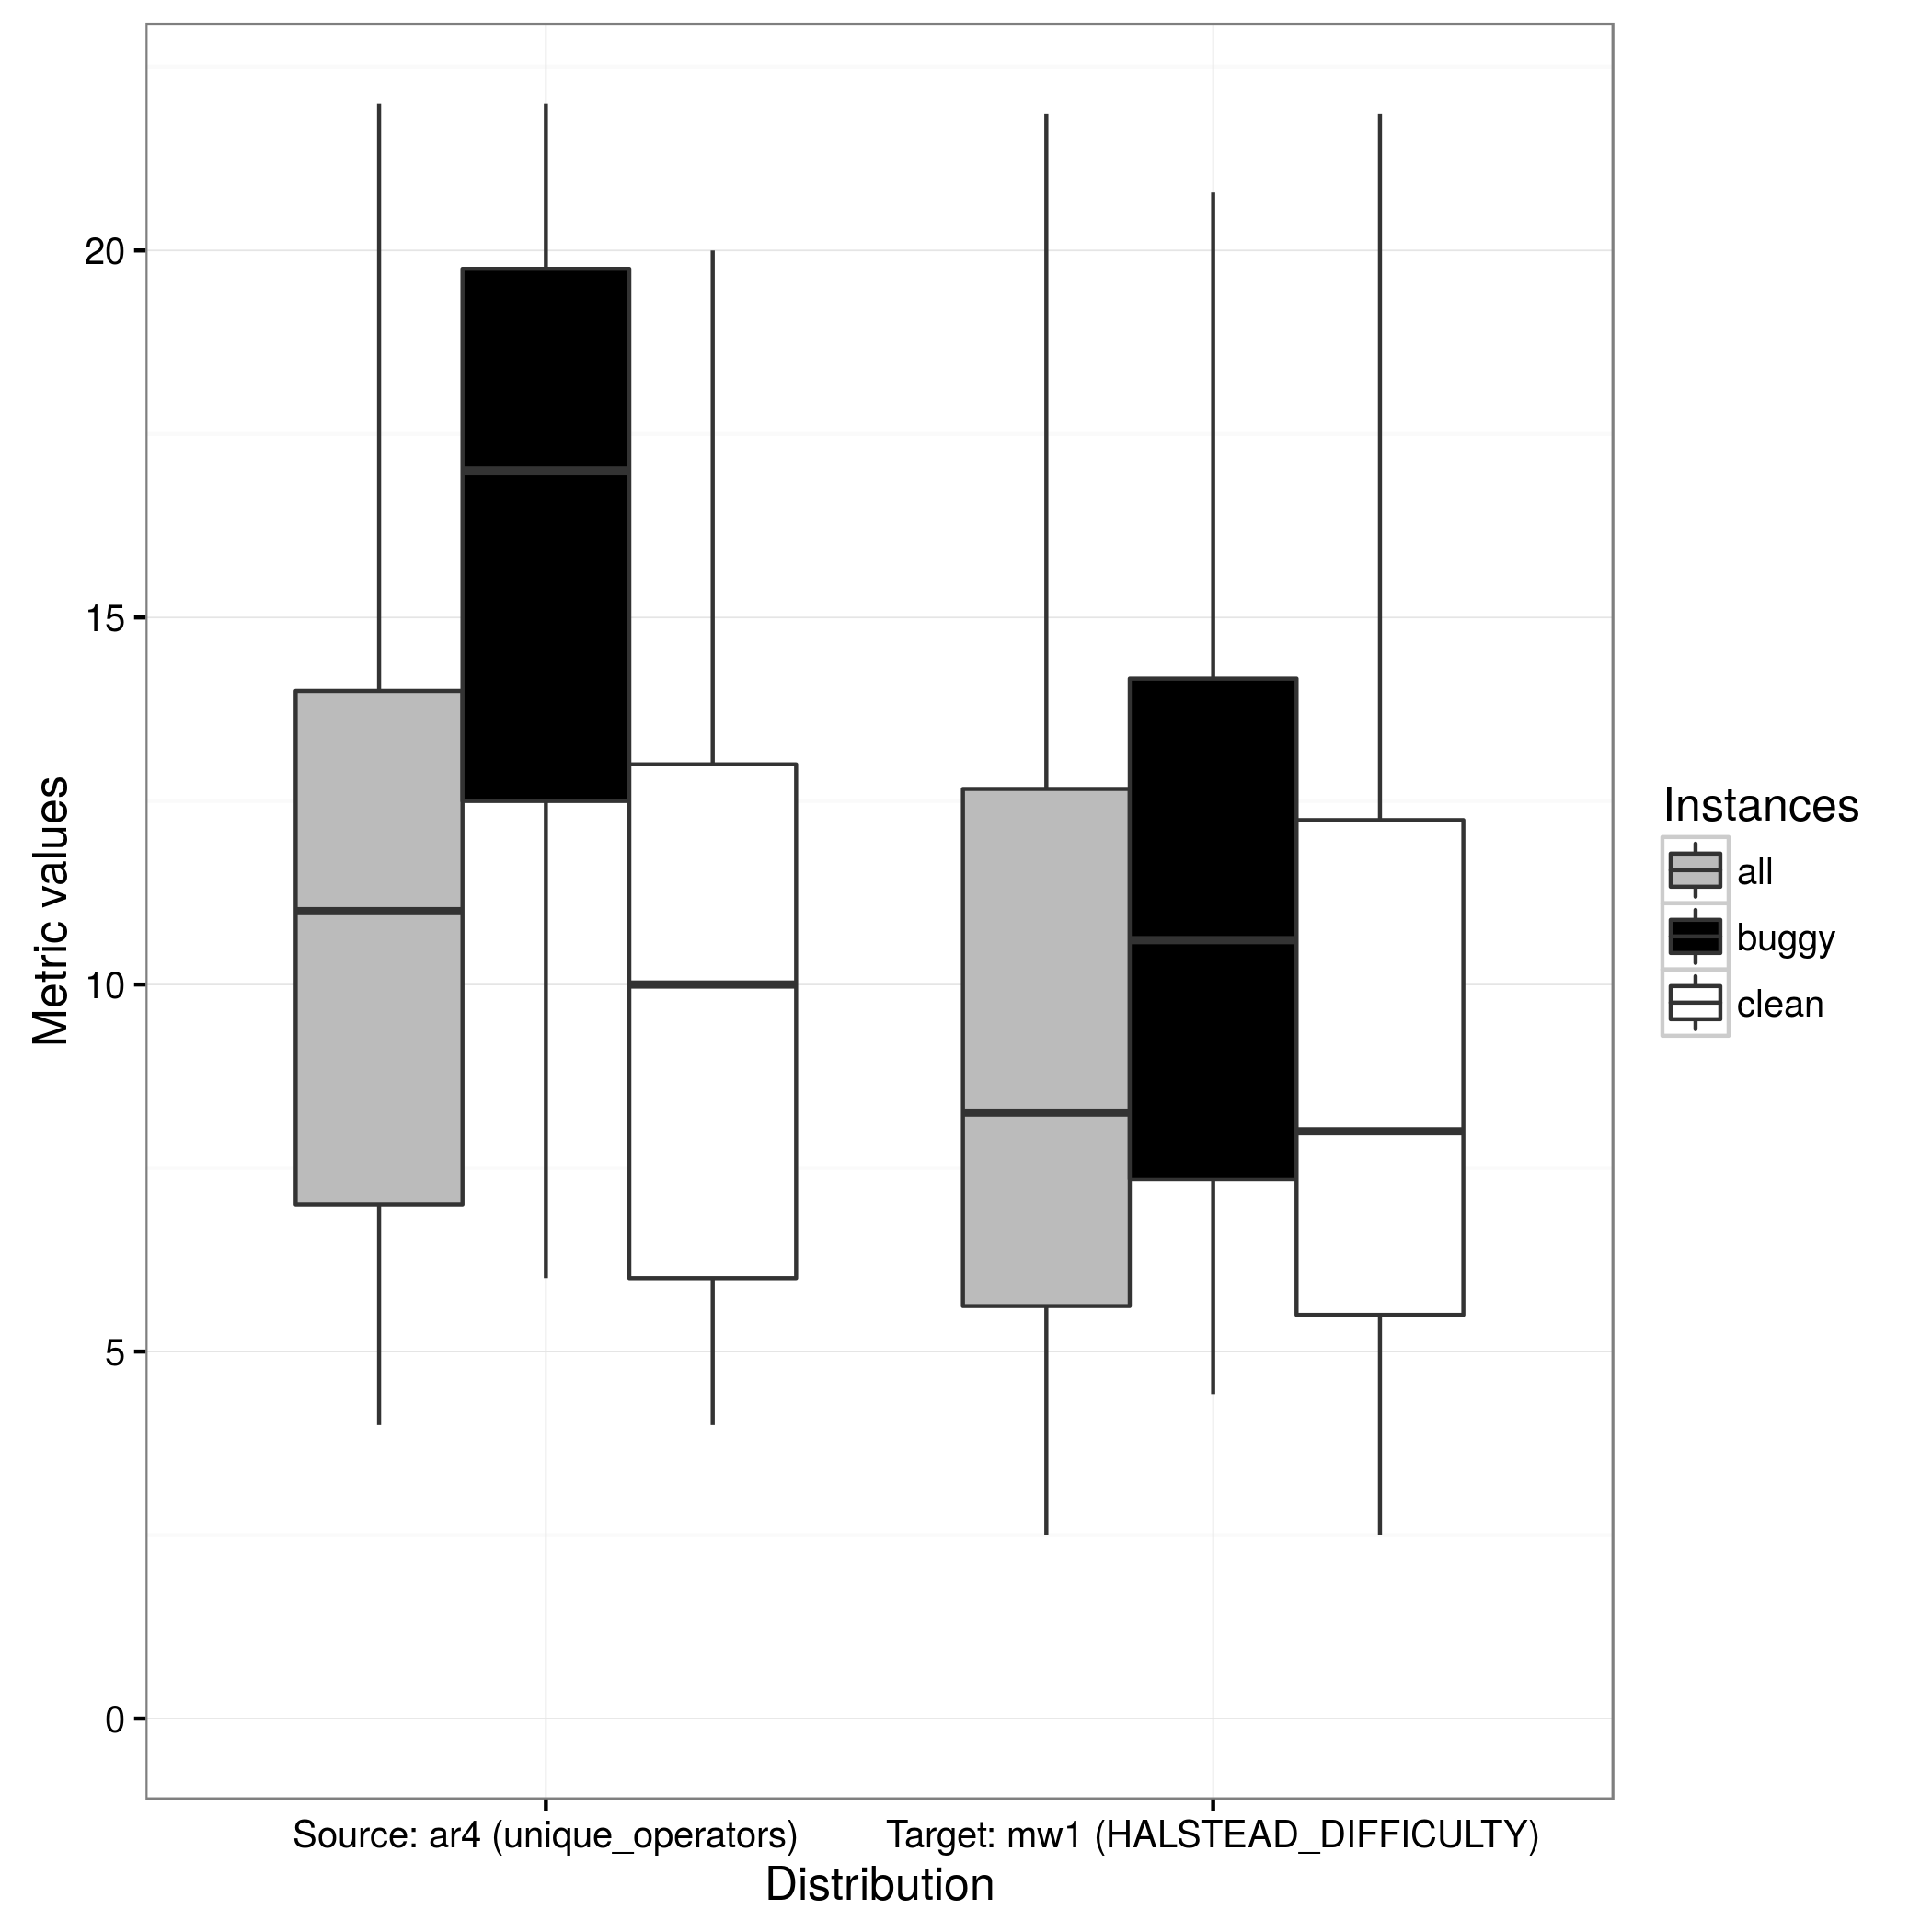 Metric values
20
15
10
5
0
Source: ar4 (unique_operators)
Target: mw1 (HALSTEAD_DIFFICULTY)
Distribution
Instances
all
buggy
clean